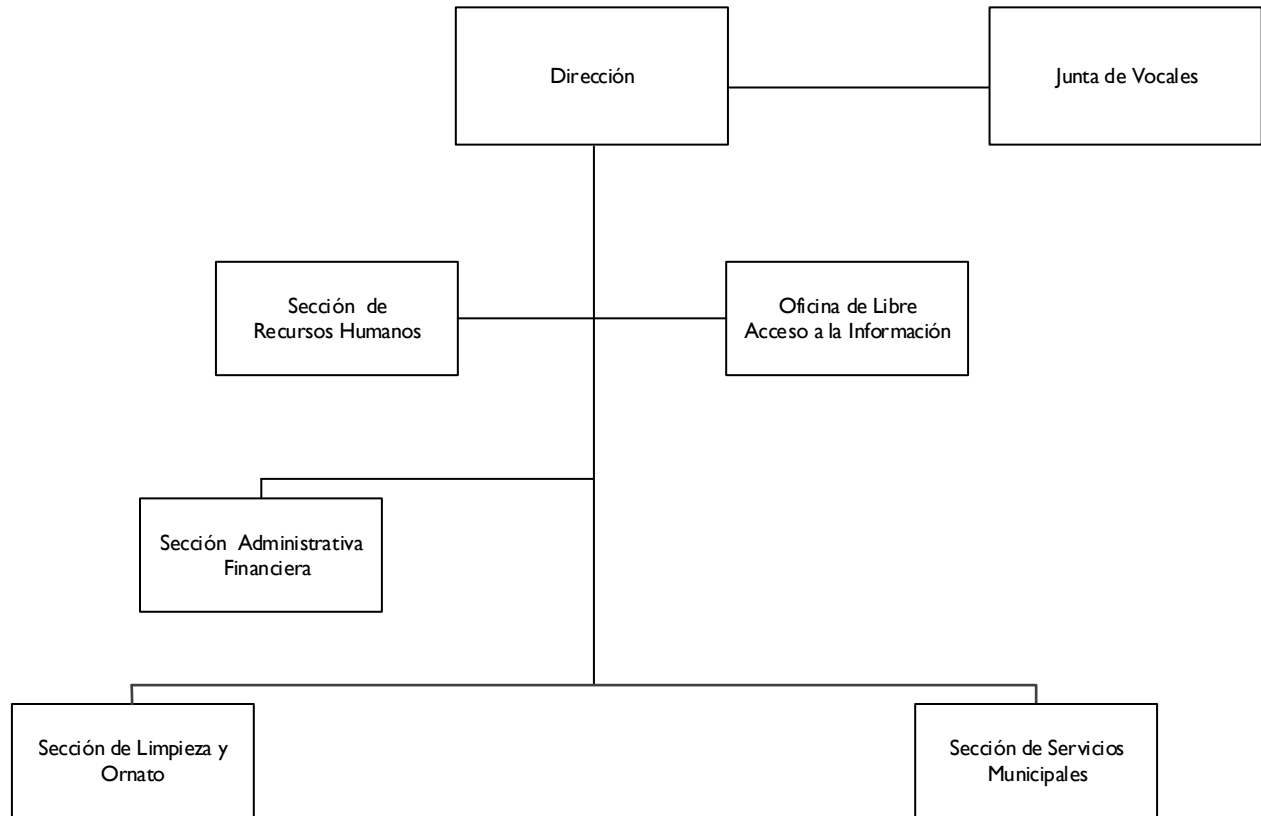 Dirección
Junta de Vocales
Sección de
Recursos Humanos
Oficina de Libre
Acceso a la Información
Sección Administrativa
Financiera
Sección de Limpieza y
Ornato
Sección de Servicios
Municipales